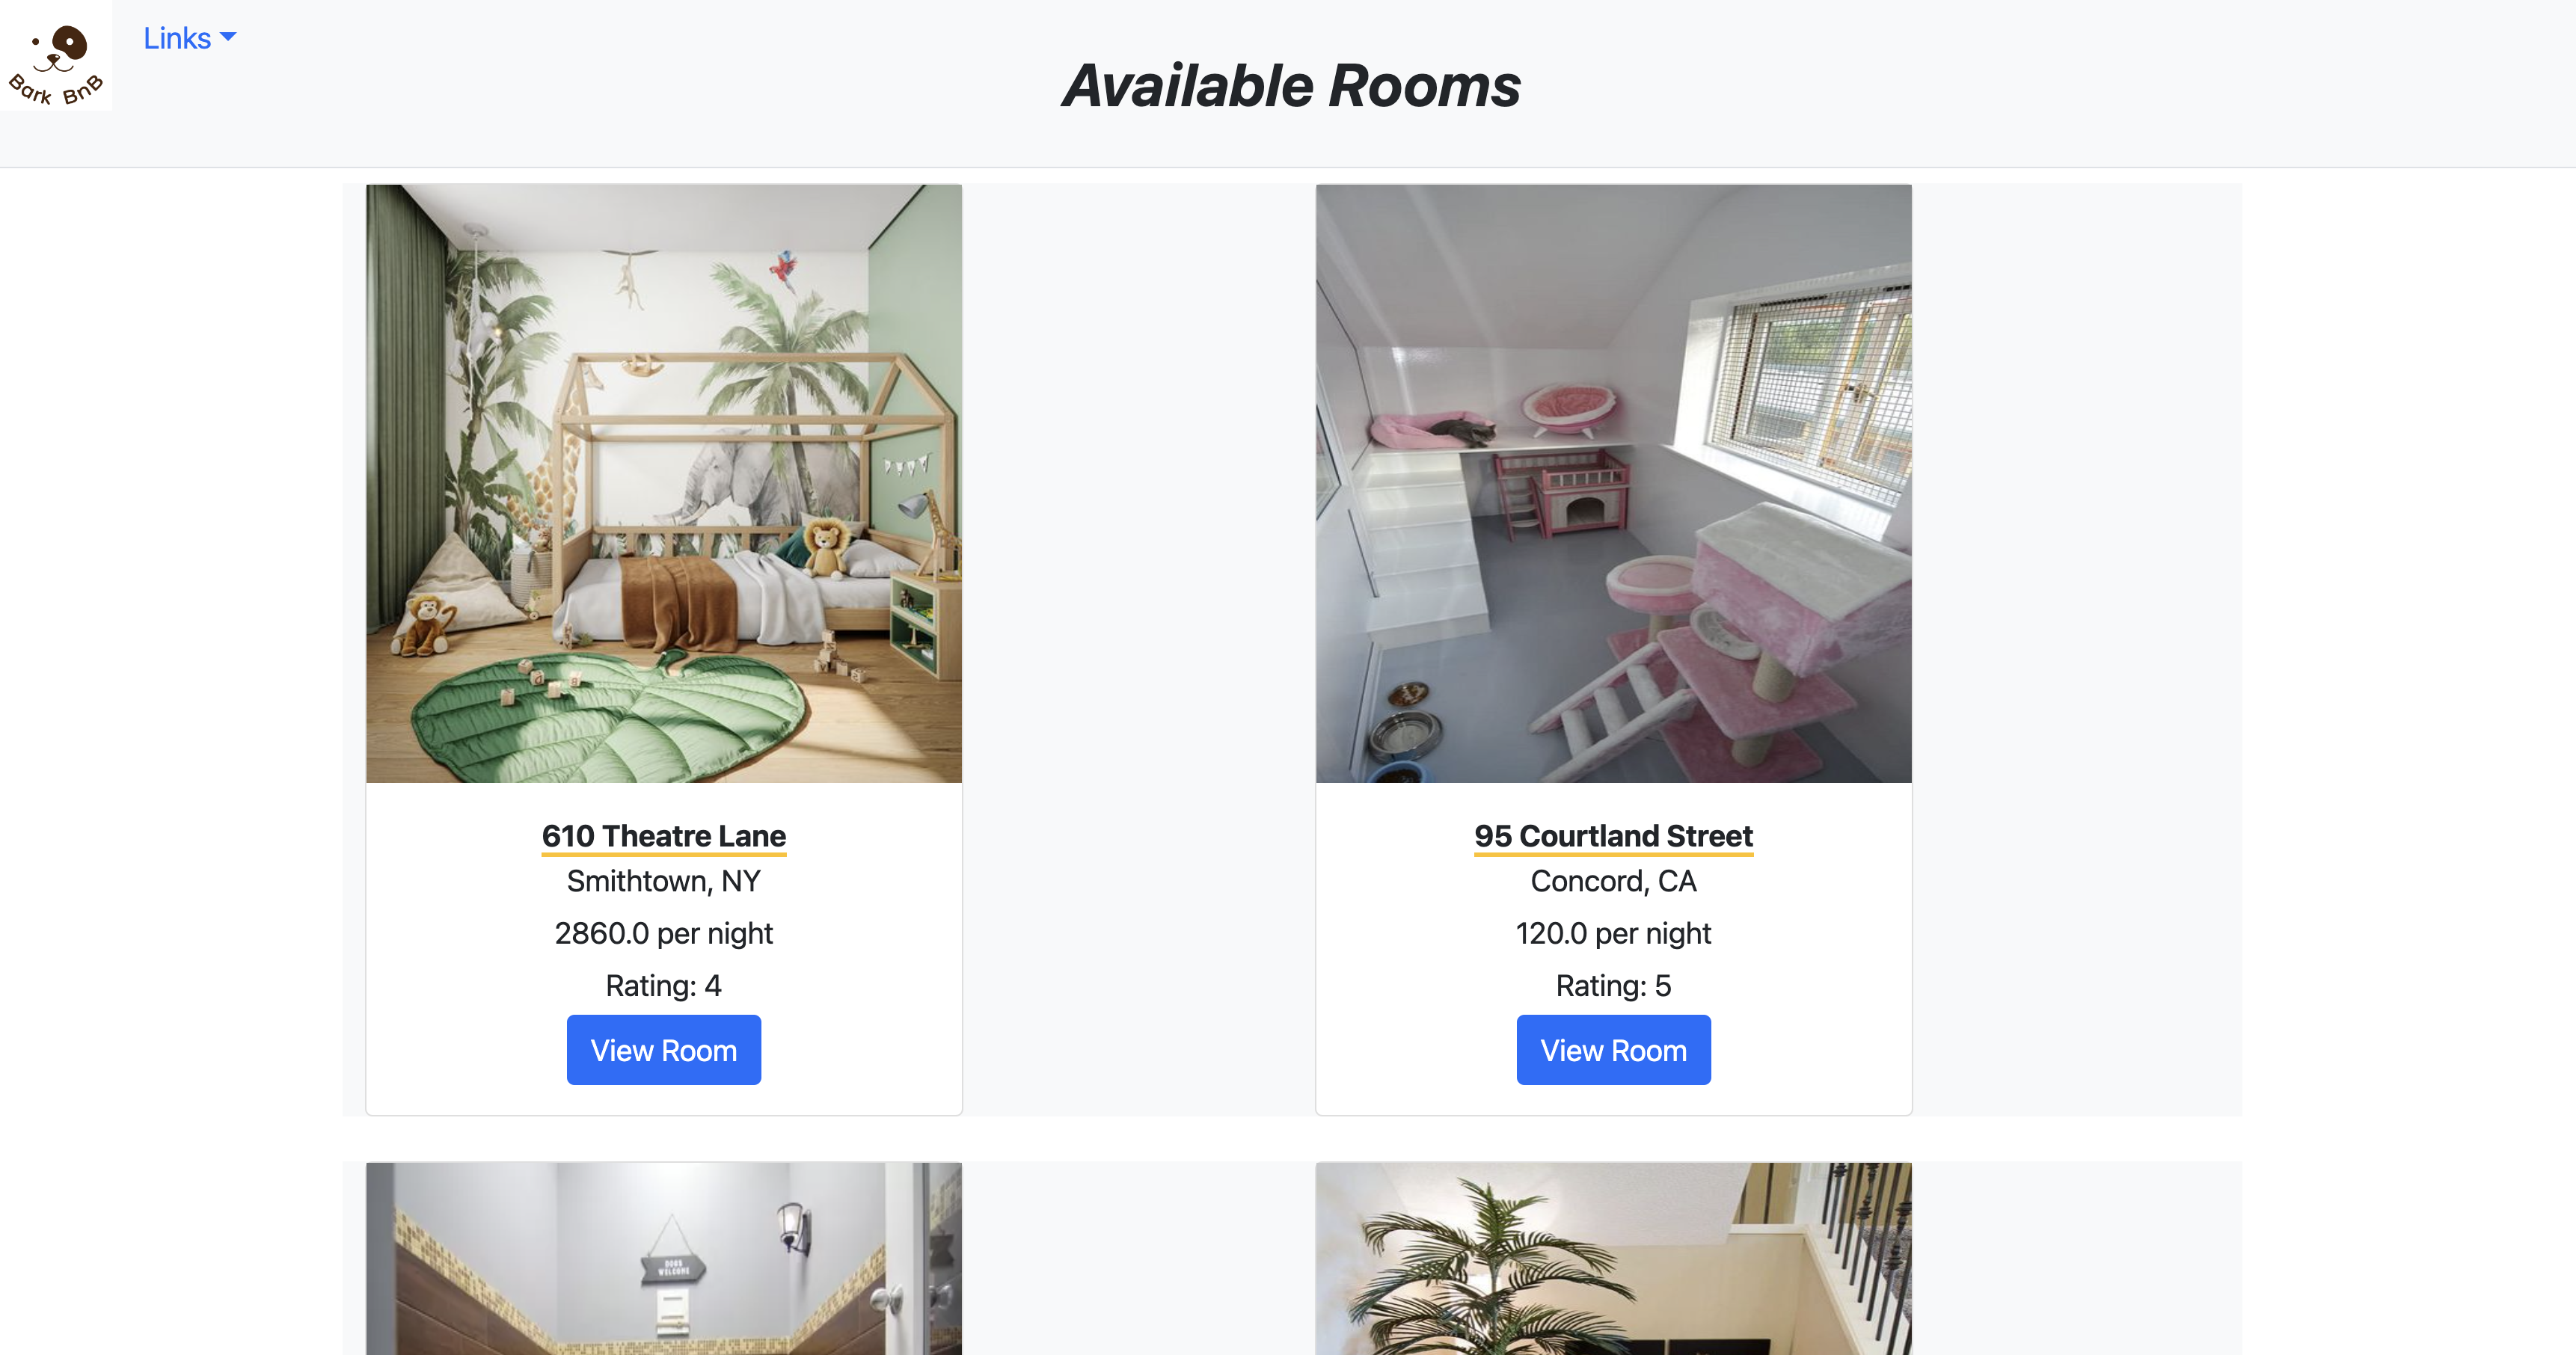 Bark BnB
Links
Available Rooms
610 Theatre Lane
Smithtown, NY
2860.0 per night
Rating: 4
View Room
95 Courtland Street
Concord, CA
120.0 per night
Rating: 5
View Room
DOGS
WELCOME